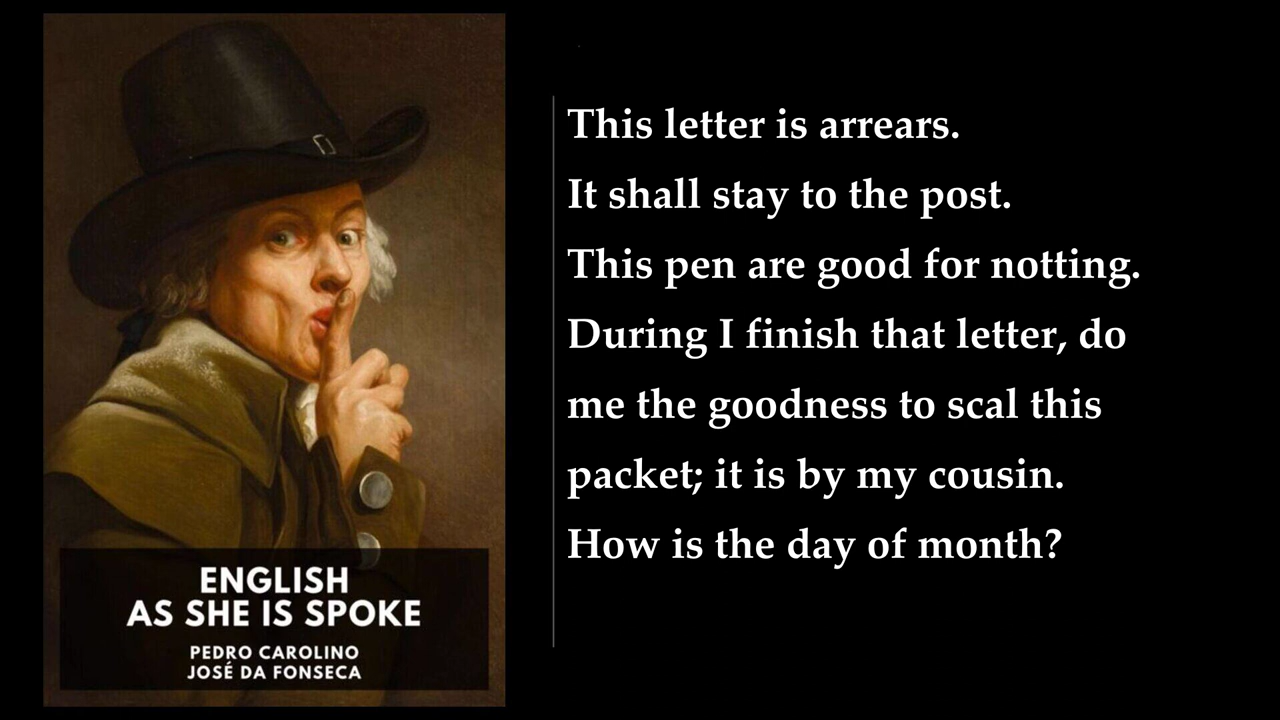 This letter is arrears.
It shall stay to the post.
This pen are good for notting.
During I finish that letter, do
me the goodness to scal this
packet; it is by my cousin.
How is the day of month?
ENGLISH
AS SHE IS SPOKE
PEDRO CAROLINO
JOSÉ DA FONSECA